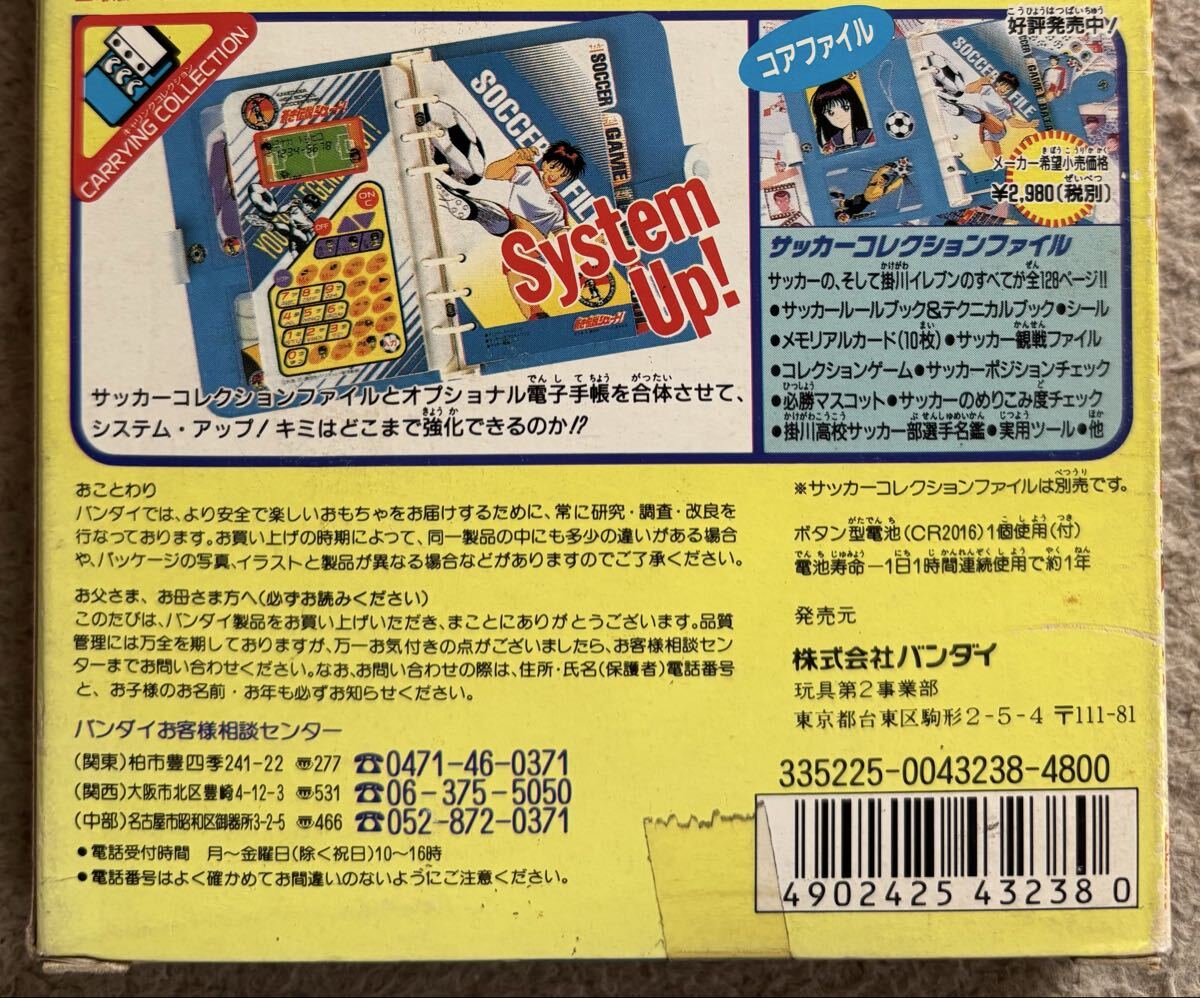 キャリングコレクション
CARRYING COLLECTION
蒼き伝説シュート!
SOCCER
FILE
SOCCER
GAME
ON
C
OFF
7 8 9
4 5 6
1 2 3
0
入力
System
Up!
蒼き伝説シュート!
サッカーコレクションファイルとオプショナル電子手帳を合体させて、
システム・アップ!キミはどこまで強化できるのか!?
コアファイル
好評発売中!
SOCCER
FILE
メーカー希望小売価格
¥2,980(税別)
サッカーコレクションファイル
サッカーの、そして掛川イレブンのすべてが全128ページ!!
●サッカールールブック&テクニカルブック●シール
●メモリアルカード(10枚)●サッカー観戦ファイル
●コレクションゲーム●サッカーポジションチェック
●必勝マスコット●サッカーのめりこみ度チェック
●掛川高校サッカー部選手名鑑●実用ツール●他
おことわり
バンダイでは、より安全で楽しいおもちゃをお届けするために、常に研究・調査・改良を
行なっております。お買い上げの時期によって、同一製品の中にも多少の違いがある場合
や、パッケージの写真、イラストと製品が異なる場合などがありますのでご了承ください。
お父さま、お母さま方へ(必ずお読みください)
このたびは、バンダイ製品をお買い上げいただき、まことにありがとうございます。品質
管理には万全を期しておりますが、万一お気付きの点がございましたら、お客様相談セン
ターまでお問い合わせください。なお、お問い合わせの際は、住所・氏名(保護者)電話番号
と、お子様のお名前・お年も必ずお知らせください。
バンダイお客様相談センター
(関東)柏市豊四季241-22 〠277 ☎0471-46-0371
(関西)大阪市北区豊崎4-12-3 〠531 ☎06-375-5050
(中部)名古屋市昭和区御器所3-2-5 〠466 ☎052-872-0371
●電話受付時間 月〜金曜日(除く祝日)10〜16時
●電話番号はよく確かめてお間違いのないようにご注意ください。
※サッカーコレクションファイルは別売です。
ボタン型電池(CR2016)1個使用(付)
電池寿命―1日1時間連続使用で約1年
発売元
株式会社バンダイ
玩具第2事業部
東京都台東区駒形2-5-4 〒111-81
335225-0043238-4800
4902425 43238 0